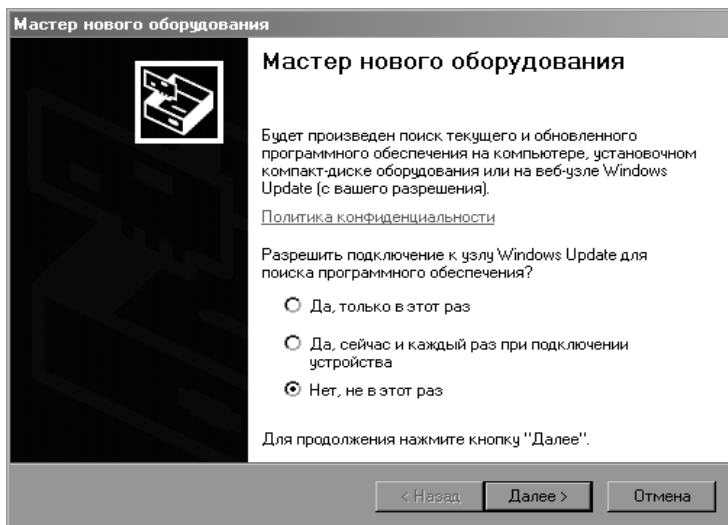 Мастер нового оборудования
Мастер нового оборудования
Будет произведен поиск текущего и обновленного
программного обеспечения на компьютере, установочном
компакт-диске оборудования или на веб-узле Windows
Update (с вашего разрешения).
Политика конфиденциальности
Разрешить подключение к узлу Windows Update для
поиска программного обеспечения?
Да, только в этот раз
Да, сейчас и каждый раз при подключении
устройства
Нет, не в этот раз
Для продолжения нажмите кнопку "Далее".
< Назад Далее > Отмена